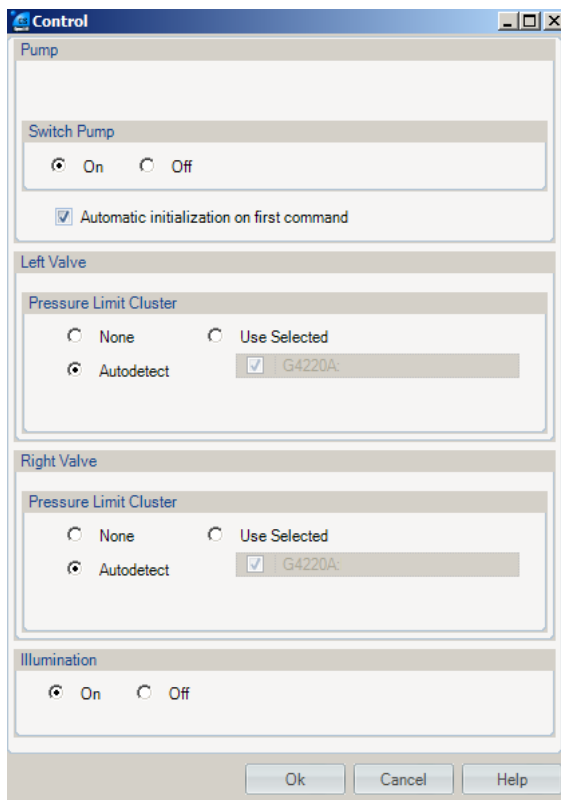 Control
Pump
Switch Pump
On Off
Automatic initialization on first command
Left Valve
Pressure Limit Cluster
None Use Selected
Autodetect G4220A:
Right Valve
Pressure Limit Cluster
None Use Selected
Autodetect G4220A:
Illumination
On Off
Ok Cancel Help